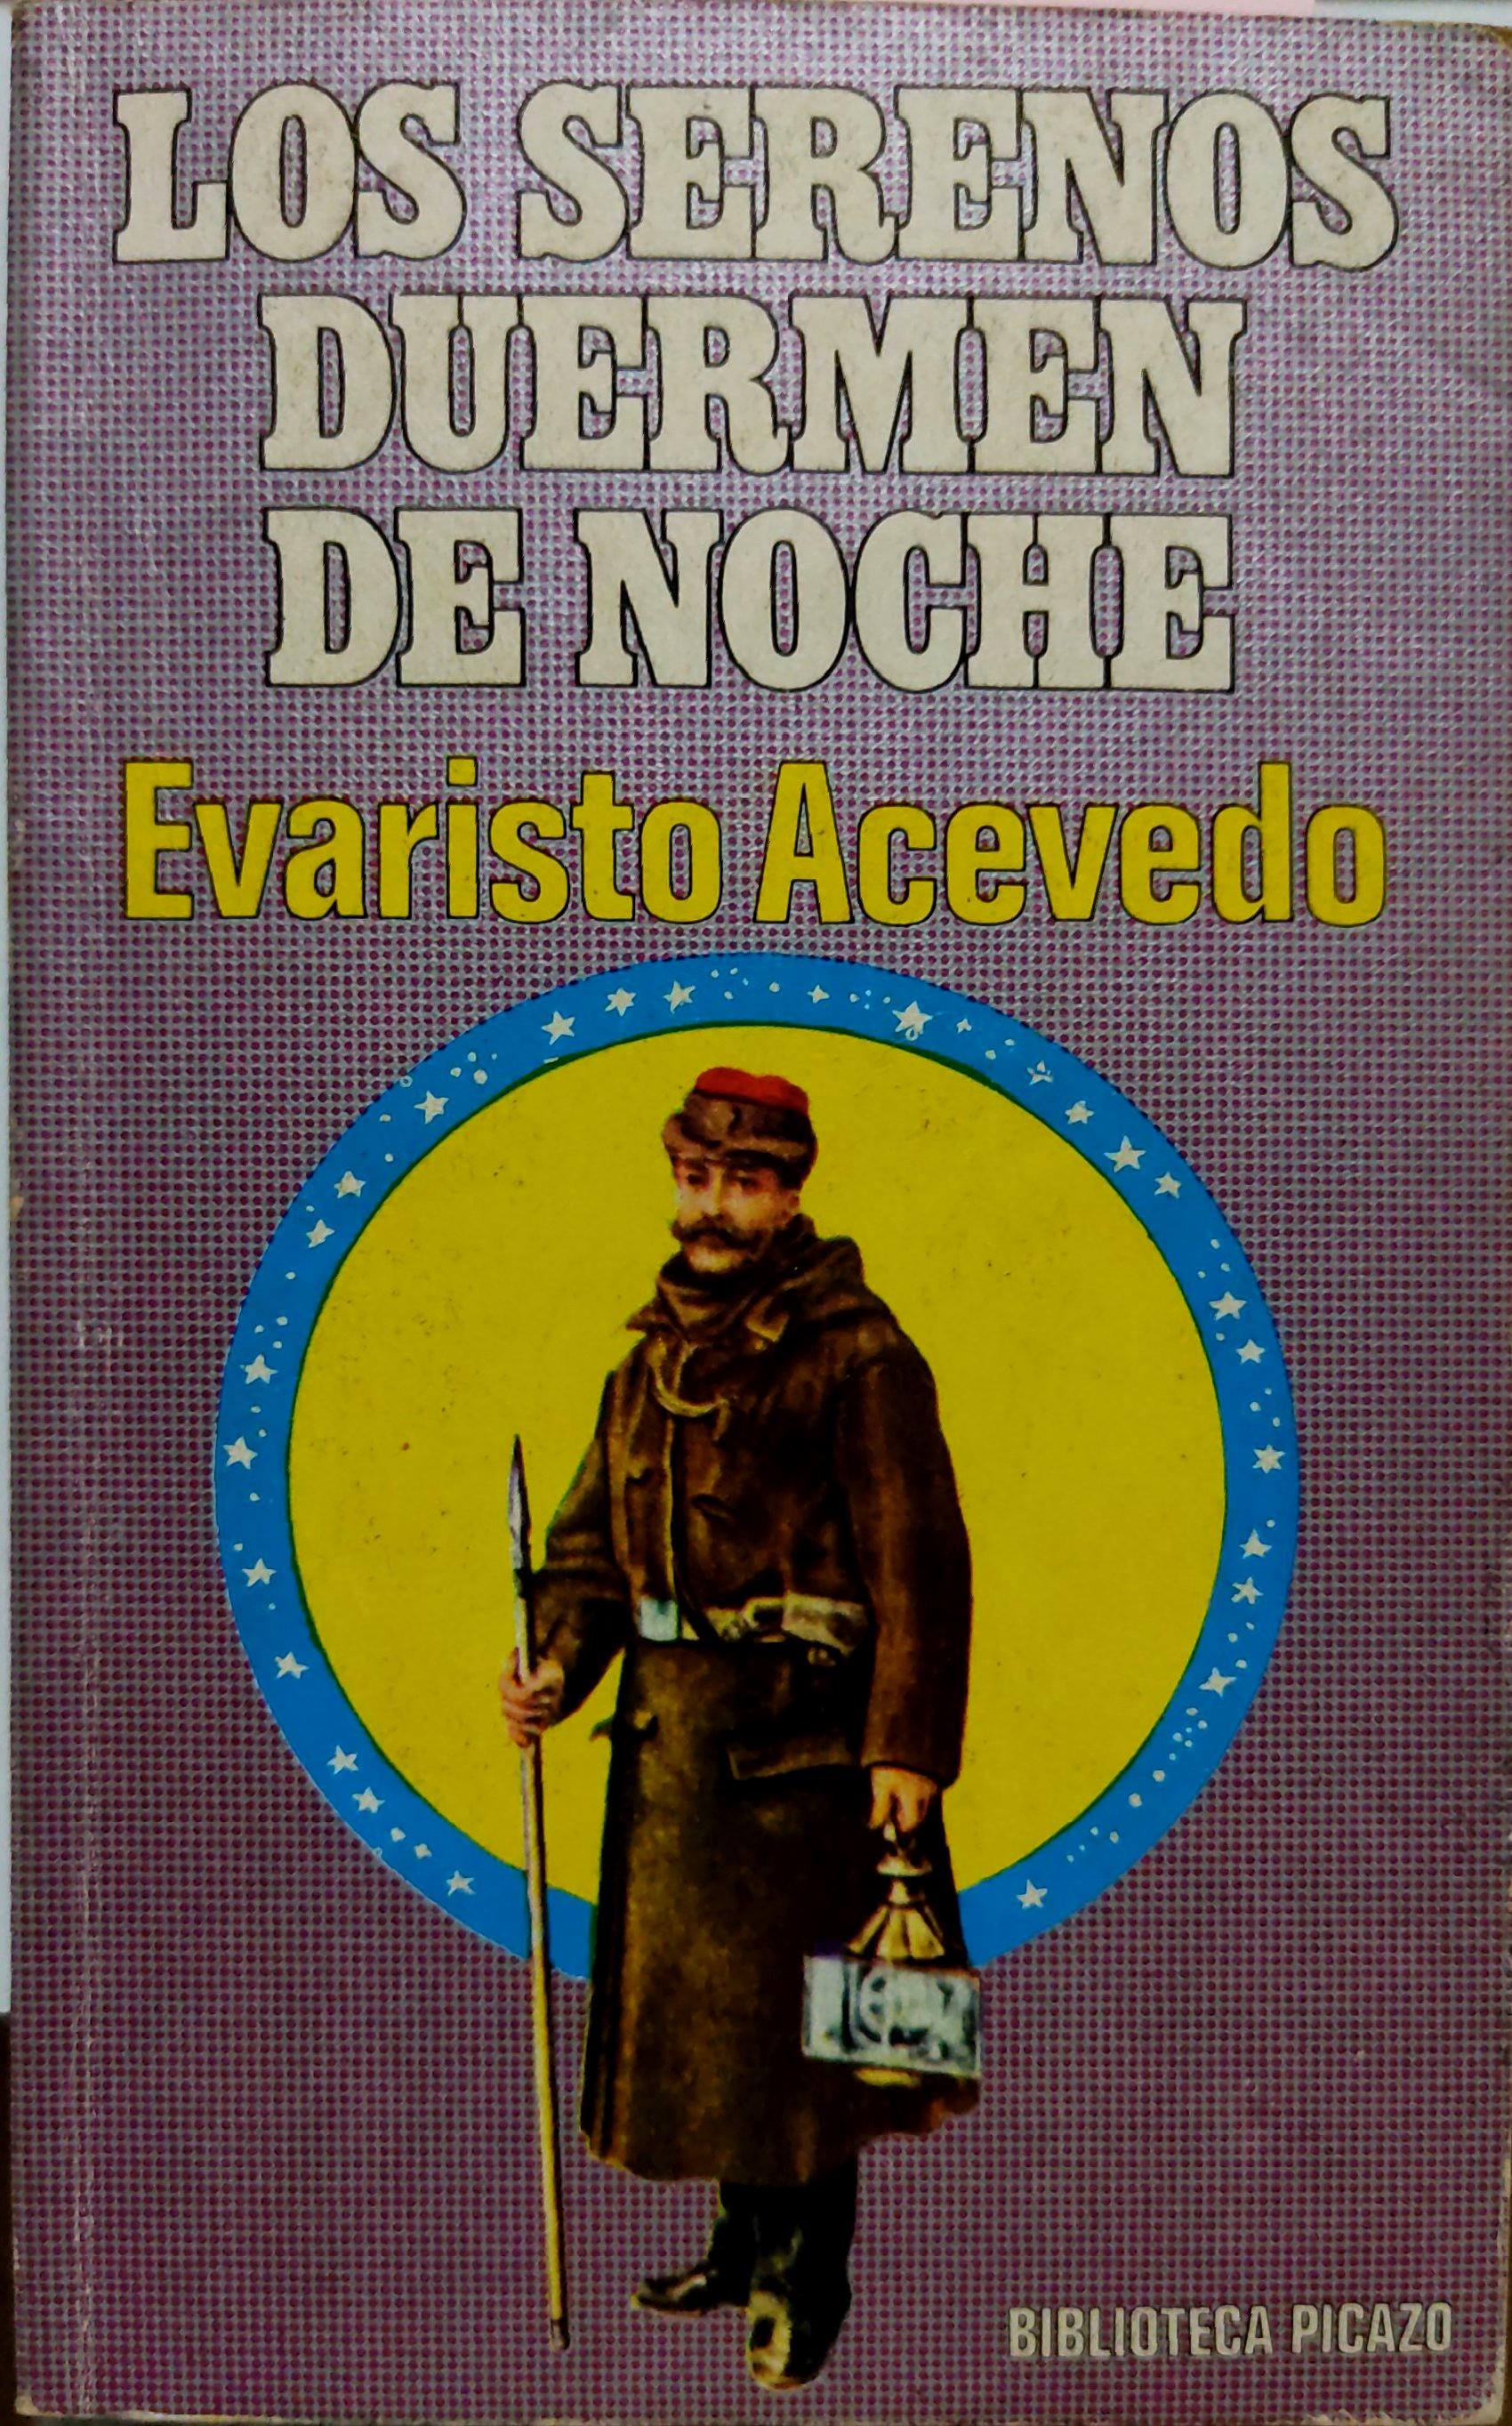 LOS SERENOS
DUERMEN
DE NOCHE
Evaristo Acevedo
BIBLIOTECA PICAZO